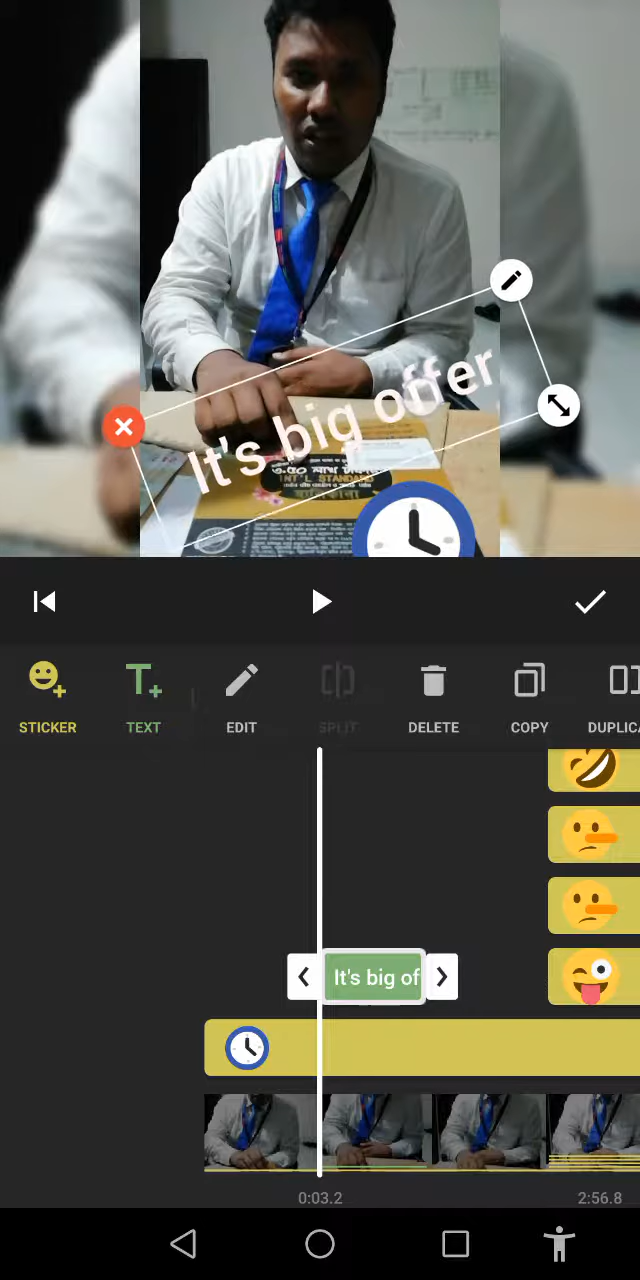 It's big offer
INT'L STANDARD
STICKER
TEXT
EDIT
SPLIT
DELETE
COPY
DUPLICA
It's big of
0:03.2
2:56.8